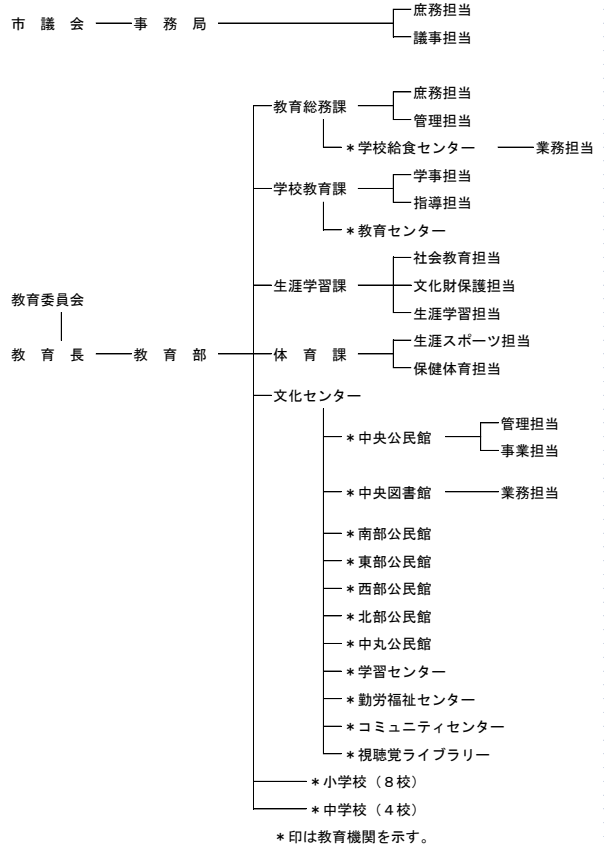 庶務担当
市　議　会　事　務　局
議事担当
庶務担当
教育総務課
管理担当
＊学校給食センター　業務担当
学事担当
学校教育課
指導担当
＊教育センター
社会教育担当
生涯学習課　文化財保護担当
教育委員会
生涯学習担当
生涯スポーツ担当
教　育　長　教　育　部　体　育　課
保健体育担当
文化センター
管理担当
＊中央公民館
事業担当
＊中央図書館　業務担当
＊南部公民館
＊東部公民館
＊西部公民館
＊北部公民館
＊中丸公民館
＊学習センター
＊勤労福祉センター
＊コミュニティセンター
＊視聴覚ライブラリー
＊小学校（８校）
＊中学校（４校）
＊印は教育機関を示す。